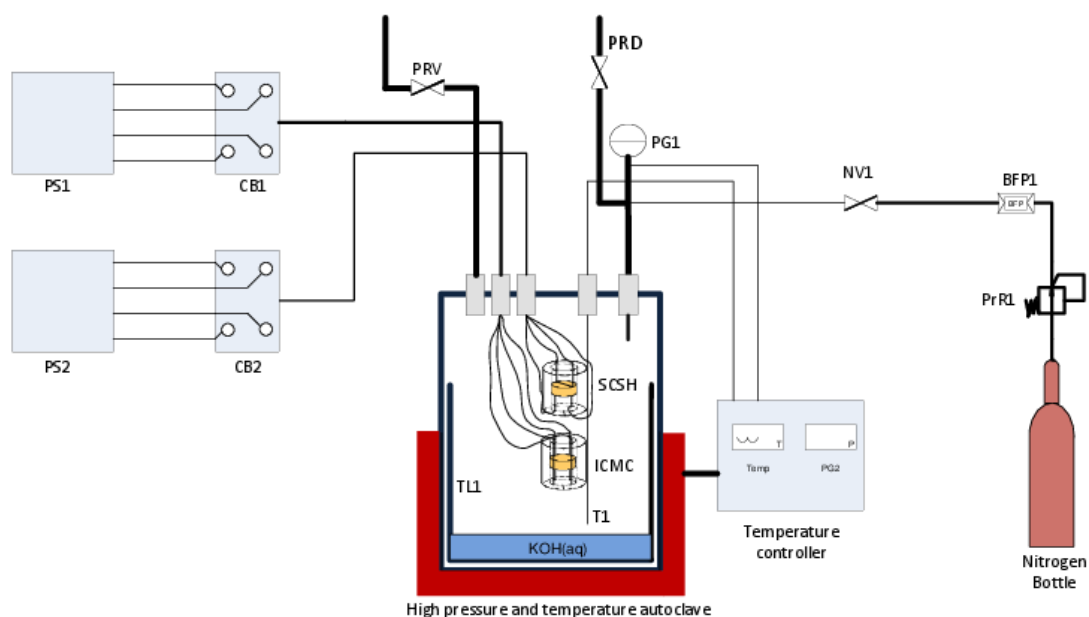 PRD
PRV
PG1
NV1
BFP1
BFP
PS1
CB1
PrR1
SCSH
PS2
CB2
ICMC
T
P
Temp
PG2
TL1
T1
KOH(aq)
Temperature
controller
Nitrogen
Bottle
High pressure and temperature autoclave